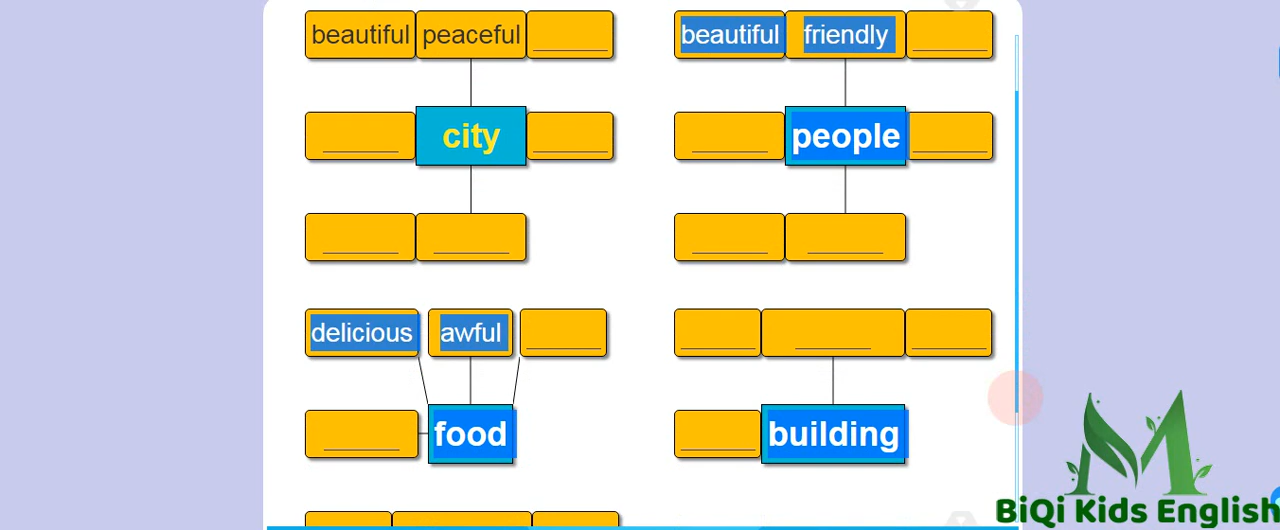 beautiful peaceful
city
beautiful friendly
people
delicious awful
food
building
BiQi Kids English